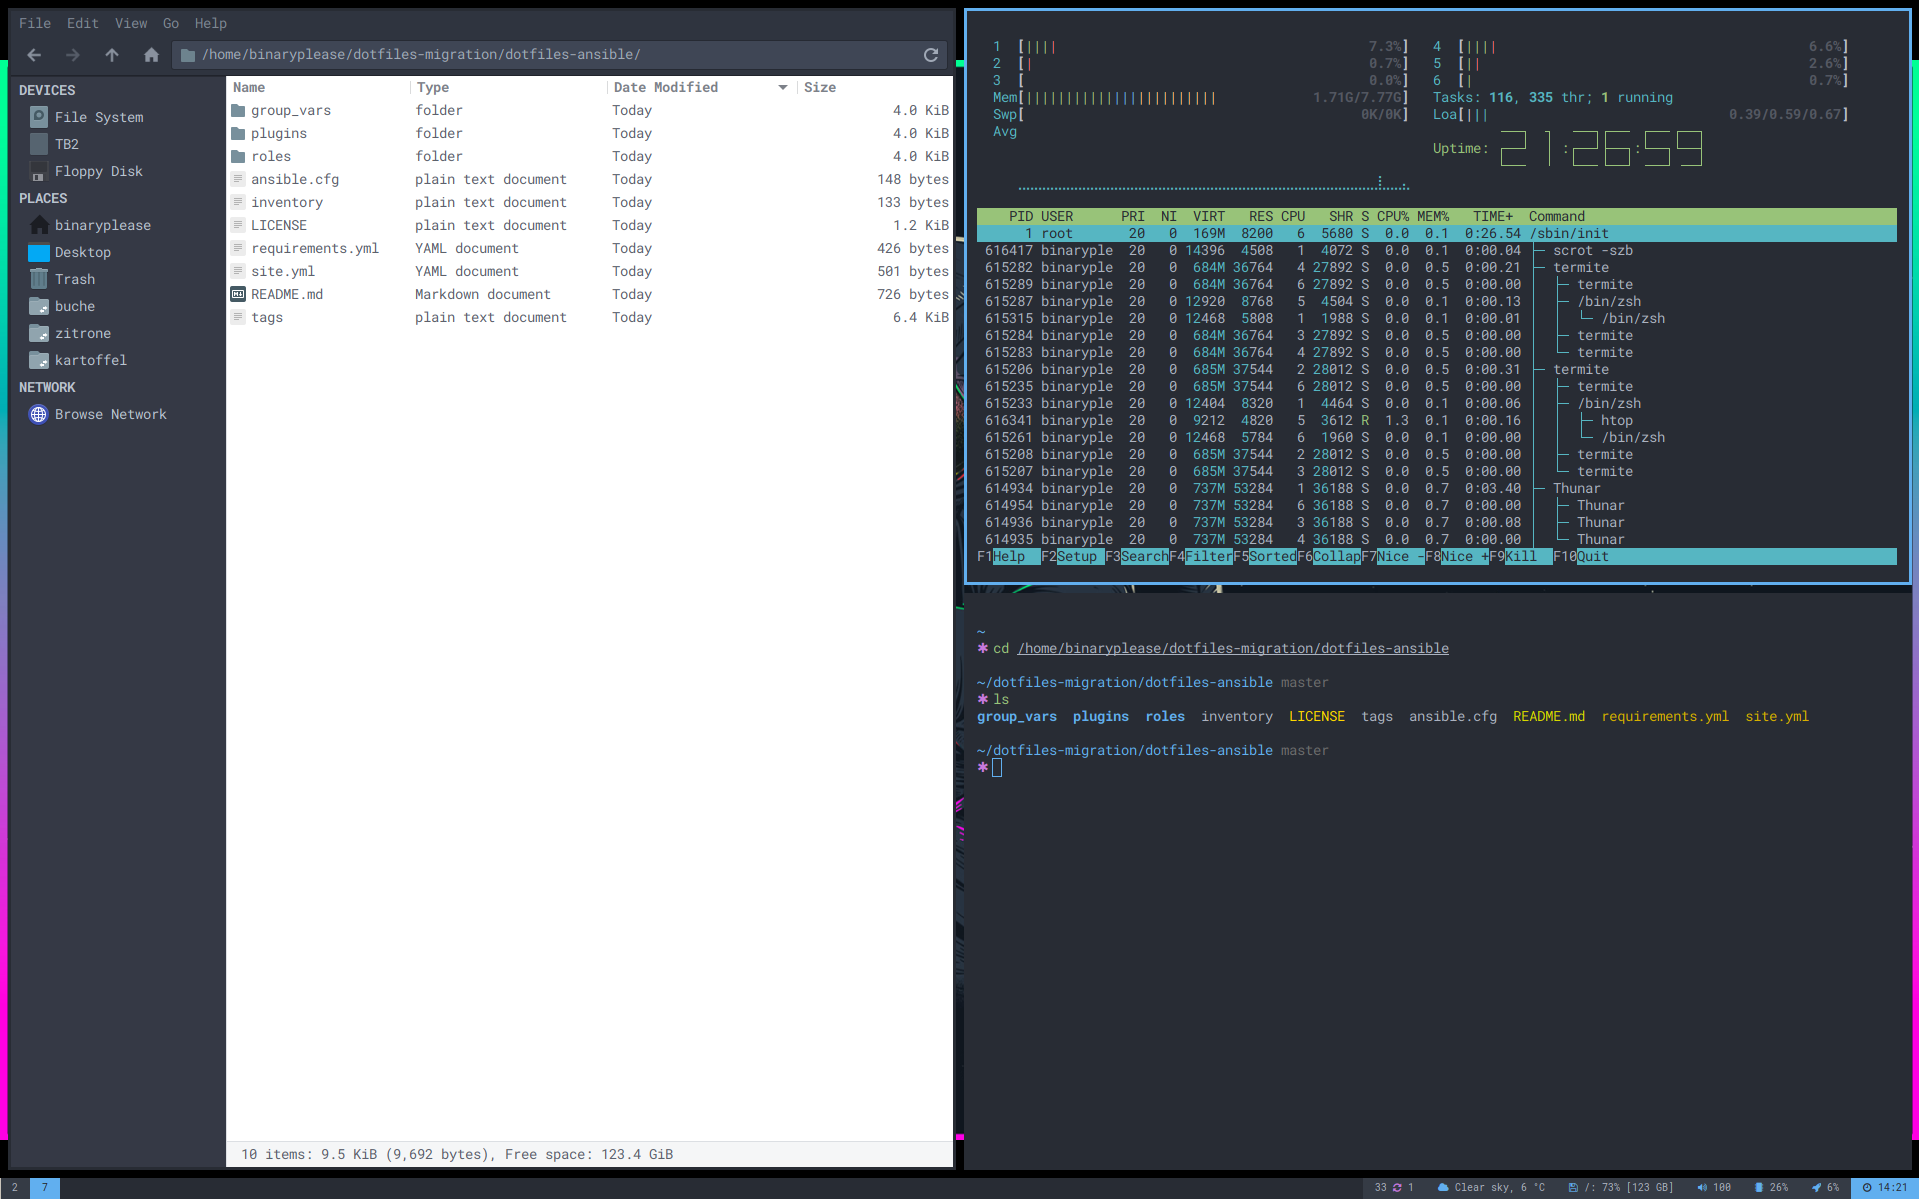 File Edit View Go Help
/home/binaryplease/dotfiles-migration/dotfiles-ansible/
DEVICES
File System
TB2
Floppy Disk
PLACES
binaryplease
Desktop
Trash
buche
zitrone
kartoffel
NETWORK
Browse Network
Name Type Date Modified Size
group_vars folder Today 4.0 KiB
plugins folder Today 4.0 KiB
roles folder Today 4.0 KiB
ansible.cfg plain text document Today 148 bytes
inventory plain text document Today 133 bytes
LICENSE plain text document Today 1.2 KiB
requirements.yml YAML document Today 426 bytes
site.yml YAML document Today 501 bytes
README.md Markdown document Today 726 bytes
tags plain text document Today 6.4 KiB
10 items: 9.5 KiB (9,692 bytes), Free space: 123.4 GiB
1 [|||| 7.3%] 4 [|||| 6.6%]
2 [| 0.7%] 5 [|| 2.6%]
3 [ 0.0%] 6 [| 0.7%]
Mem[|||||||||||||||||||||||| 1.71G/7.77G] Tasks: 116, 335 thr; 1 running
Swp[ 0K/0K] Loa[||| 0.39/0.59/0.67]
Avg
Uptime: 21:26:59
PID USER PRI NI VIRT RES CPU SHR S CPU% MEM% TIME+ Command
1 root 20 0 169M 8200 6 5680 S 0.0 0.1 0:26.54 /sbin/init
616417 binaryple 20 0 14396 4508 1 4072 S 0.0 0.1 0:00.04 ├─ scrot -szb
615282 binaryple 20 0 684M 36764 4 27892 S 0.0 0.5 0:00.21 ├─ termite
615289 binaryple 20 0 684M 36764 6 27892 S 0.0 0.5 0:00.00 │ ├─ termite
615287 binaryple 20 0 12920 8768 5 4504 S 0.0 0.1 0:00.13 │ ├─ /bin/zsh
615315 binaryple 20 0 12468 5808 1 1988 S 0.0 0.1 0:00.01 │ │ └─ /bin/zsh
615284 binaryple 20 0 684M 36764 3 27892 S 0.0 0.5 0:00.00 │ ├─ termite
615283 binaryple 20 0 684M 36764 4 27892 S 0.0 0.5 0:00.00 │ └─ termite
615206 binaryple 20 0 685M 37544 2 28012 S 0.0 0.5 0:00.31 ├─ termite
615235 binaryple 20 0 685M 37544 6 28012 S 0.0 0.5 0:00.00 │ ├─ termite
615233 binaryple 20 0 12404 8320 1 4464 S 0.0 0.1 0:00.06 │ ├─ /bin/zsh
616341 binaryple 20 0 9212 4820 5 3612 R 1.3 0.1 0:00.16 │ │ ├─ htop
615261 binaryple 20 0 12468 5784 6 1960 S 0.0 0.1 0:00.00 │ │ └─ /bin/zsh
615208 binaryple 20 0 685M 37544 2 28012 S 0.0 0.5 0:00.00 │ ├─ termite
615207 binaryple 20 0 685M 37544 3 28012 S 0.0 0.5 0:00.00 │ └─ termite
614934 binaryple 20 0 737M 53284 1 36188 S 0.0 0.7 0:03.40 ├─ Thunar
614954 binaryple 20 0 737M 53284 6 36188 S 0.0 0.7 0:00.00 │ ├─ Thunar
614936 binaryple 20 0 737M 53284 3 36188 S 0.0 0.7 0:00.08 │ ├─ Thunar
614935 binaryple 20 0 737M 53284 4 36188 S 0.0 0.7 0:00.00 │ └─ Thunar
F1Help F2Setup F3SearchF4FilterF5SortedF6CollapF7Nice -F8Nice +F9Kill F10Quit
~
✱ cd /home/binaryplease/dotfiles-migration/dotfiles-ansible
~/dotfiles-migration/dotfiles-ansible master
✱ ls
group_vars plugins roles inventory LICENSE tags ansible.cfg README.md requirements.yml site.yml
~/dotfiles-migration/dotfiles-ansible master
✱
2 7 33 1 Clear sky, 6 °C /: 73% [123 GB] 100 26% 6% 14:21